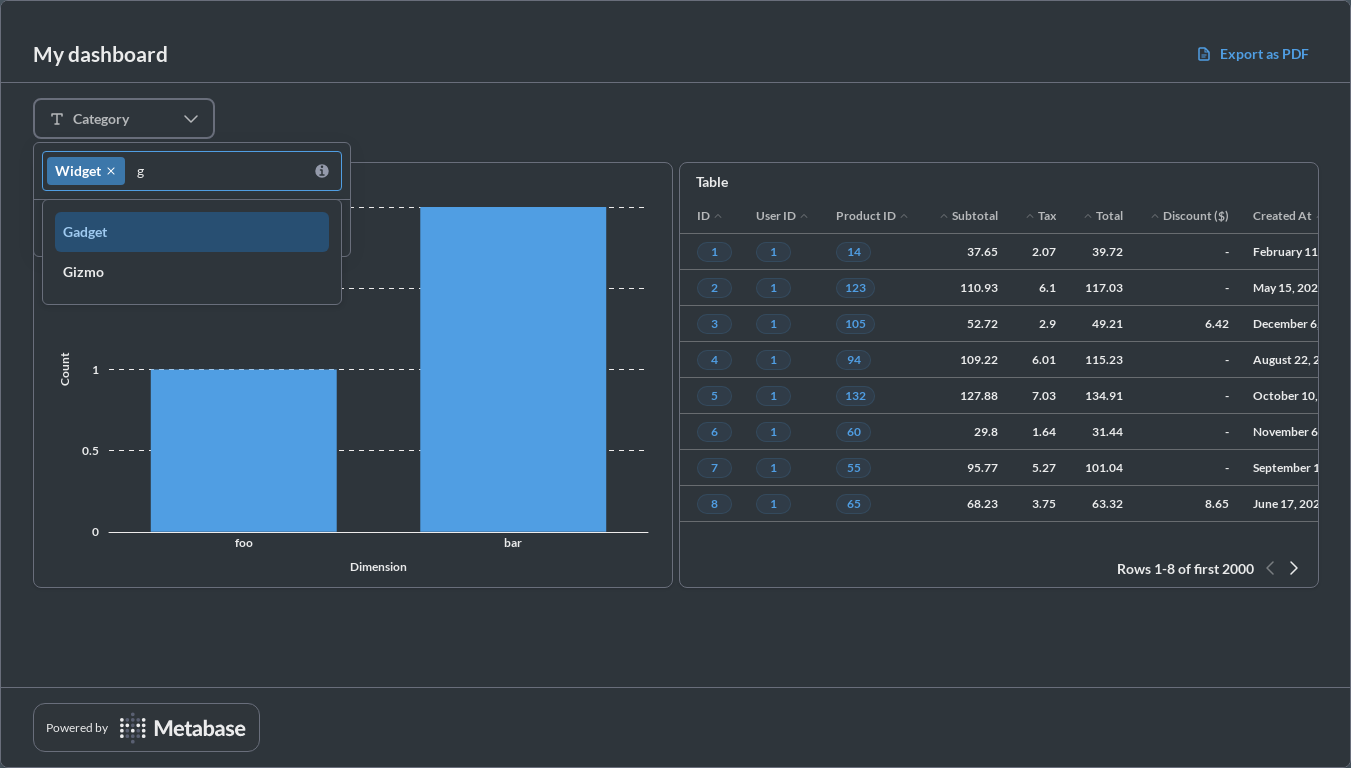 My dashboard
Export as PDF
Category
Widget g
Gadget
Gizmo
Count
1
0.5
0
foo bar
Dimension
Table
ID User ID Product ID Subtotal Tax Total Discount ($) Created At
1 1 14 37.65 2.07 39.72 - February 11
2 1 123 110.93 6.1 117.03 - May 15, 202
3 1 105 52.72 2.9 49.21 6.42 December 6,
4 1 94 109.22 6.01 115.23 - August 22, 2
5 1 132 127.88 7.03 134.91 - October 10,
6 1 60 29.8 1.64 31.44 - November 6
7 1 55 95.77 5.27 101.04 - September 1
8 1 65 68.23 3.75 63.32 8.65 June 17, 202
Rows 1-8 of first 2000
Powered by Metabase